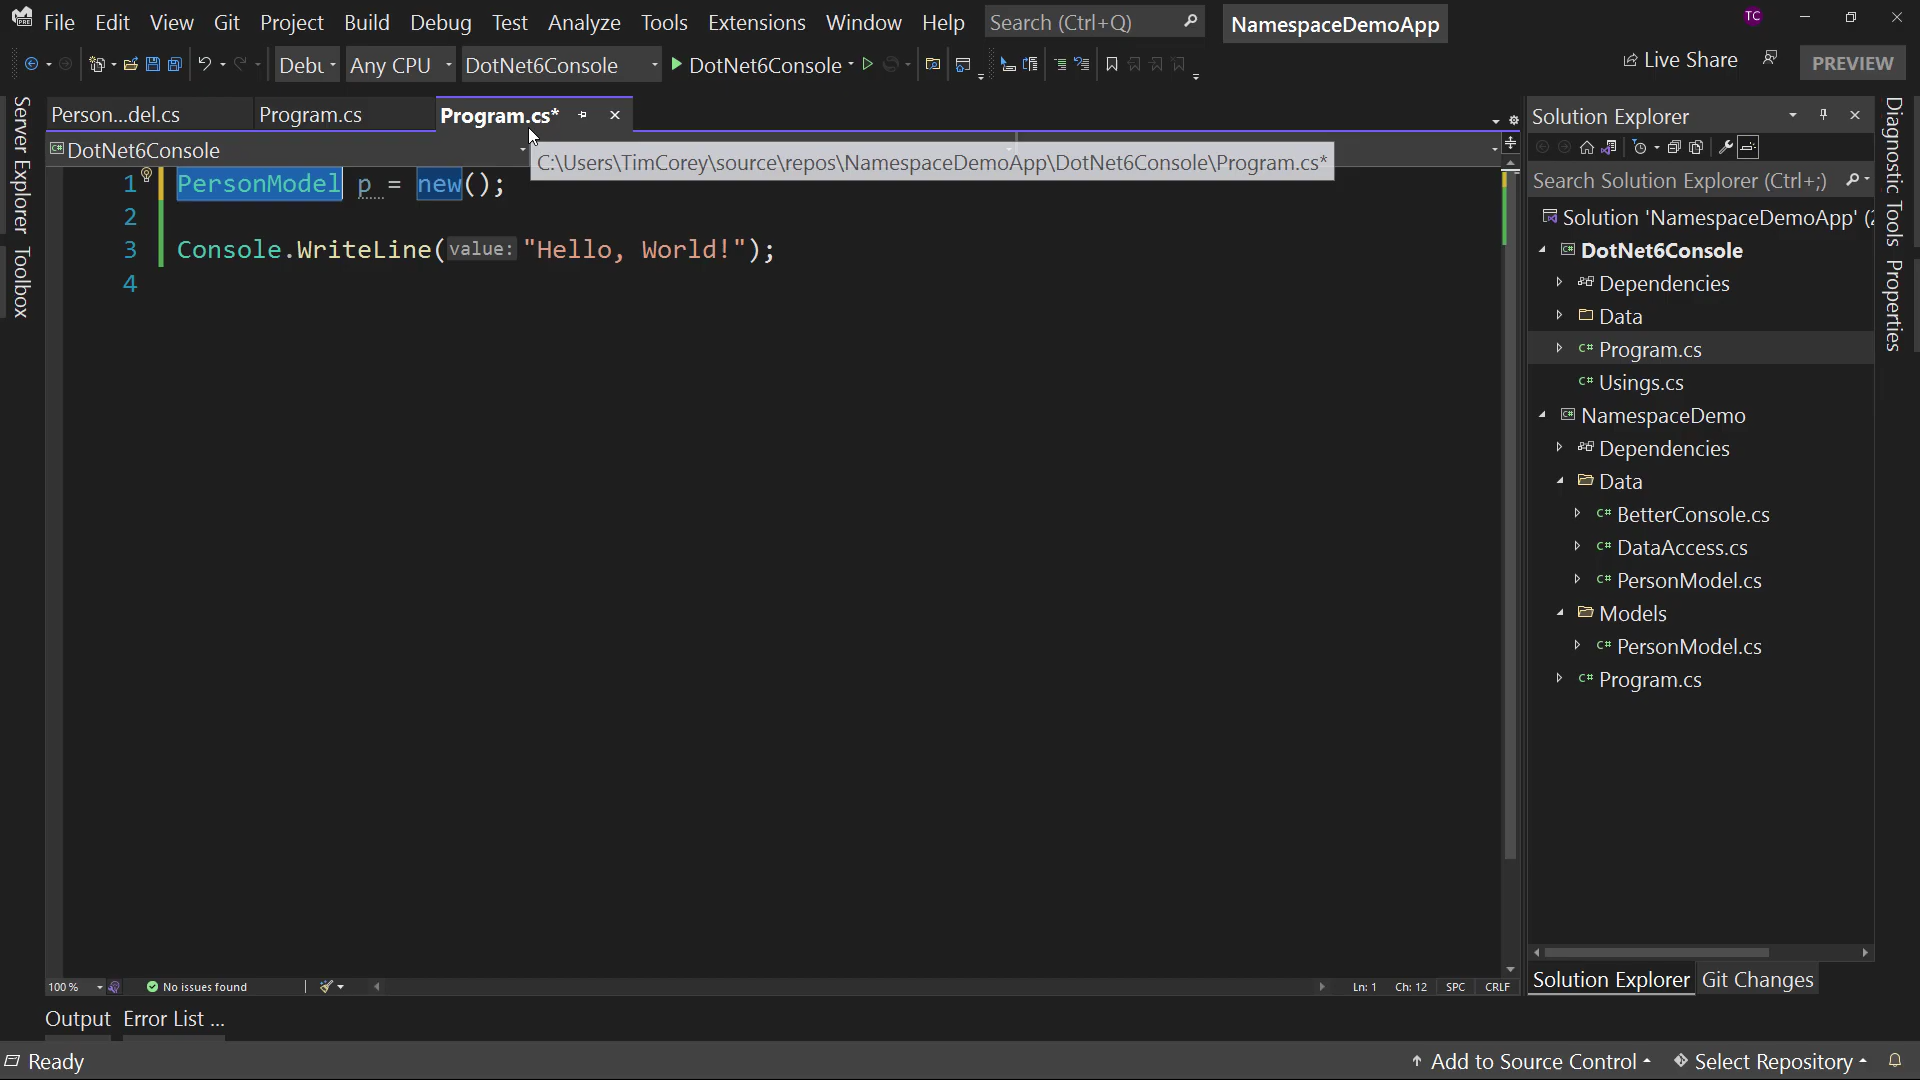 File Edit View Git Project Build Debug Test Analyze Tools Extensions Window Help Search (Ctrl+Q) NamespaceDemoApp TC
Debu Any CPU DotNet6Console DotNet6Console Live Share PREVIEW
Server Explorer
Toolbox
Person...del.cs Program.cs Program.cs*
DotNet6Console
C:\Users\TimCorey\source\repos\NamespaceDemoApp\DotNet6Console\Program.cs*
1 PersonModel p = new();
2
3 Console.WriteLine(value: "Hello, World!");
4
100 % No issues found Ln: 1 Ch: 12 SPC CRLF
Solution Explorer
Search Solution Explorer (Ctrl+;)
Solution 'NamespaceDemoApp' (2
DotNet6Console
Dependencies
Data
C# Program.cs
C# Usings.cs
NamespaceDemo
Dependencies
Data
C# BetterConsole.cs
C# DataAccess.cs
C# PersonModel.cs
Models
C# PersonModel.cs
C# Program.cs
Solution Explorer Git Changes
Diagnostic Tools
Properties
Output Error List ...
Ready Add to Source Control Select Repository